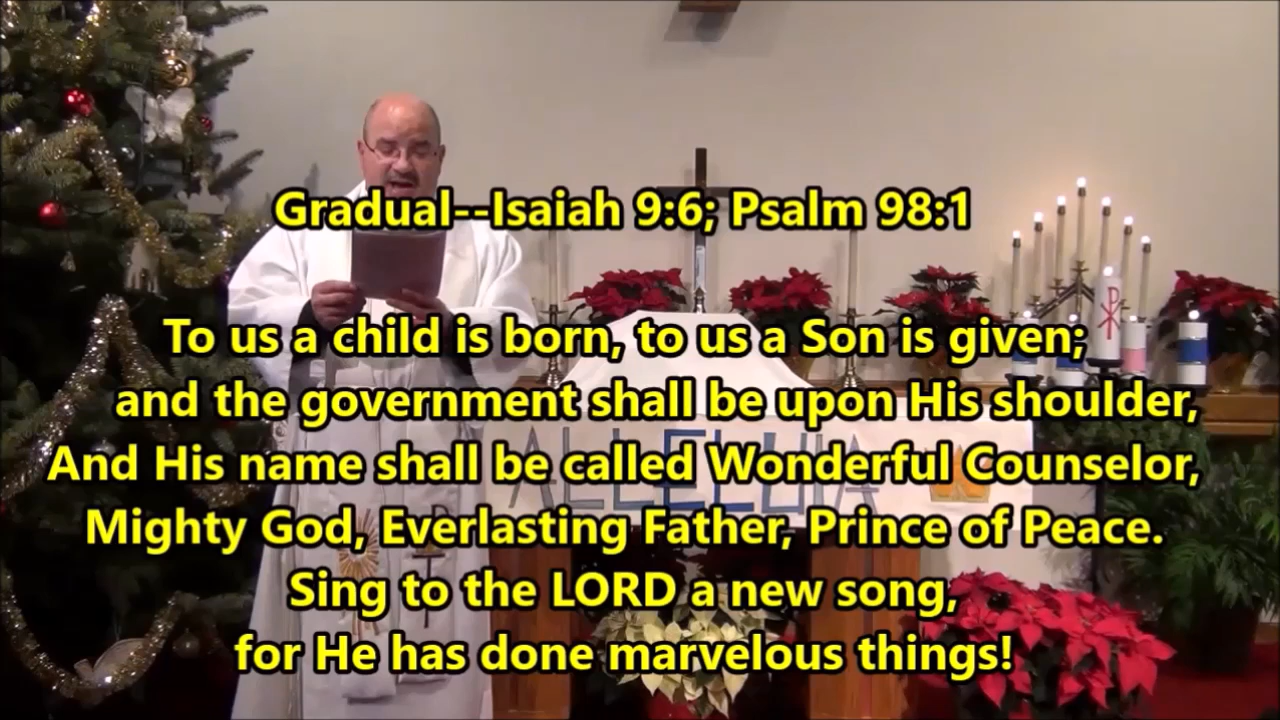 Gradual--Isaiah 9:6; Psalm 98:1
To us a child is born, to us a Son is given;
and the government shall be upon His shoulder,
And His name shall be called Wonderful Counselor,
Mighty God, Everlasting Father, Prince of Peace.
Sing to the LORD a new song,
for He has done marvelous things!
ALLELUIA